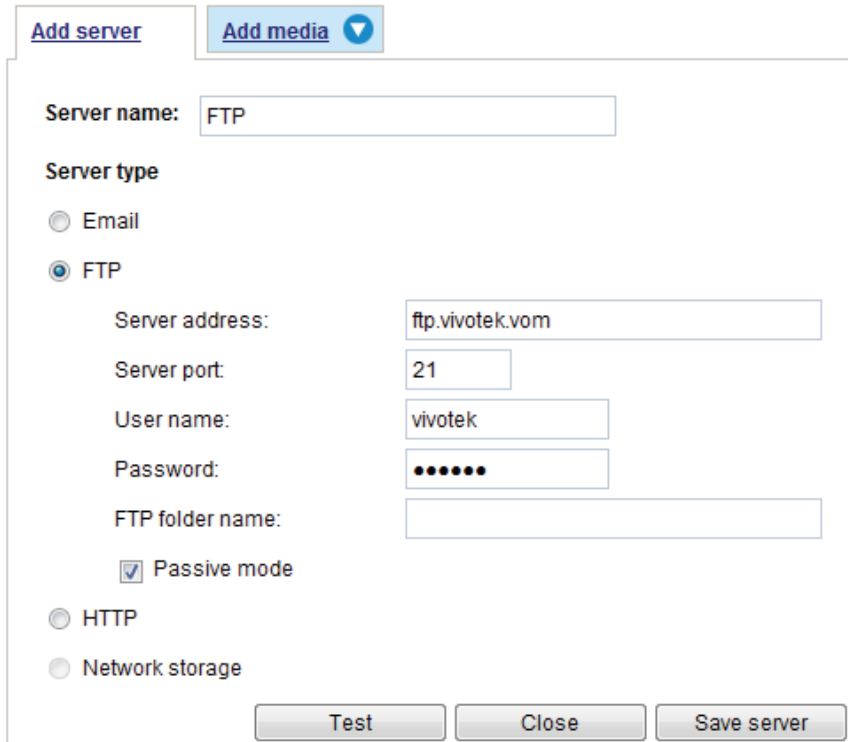 Add server Add media
Server name: FTP
Server type
Email
FTP
Server address: ftp.vivotek.vom
Server port: 21
User name: vivotek
Password: ●●●●●●
FTP folder name:
Passive mode
HTTP
Network storage
Test Close Save server